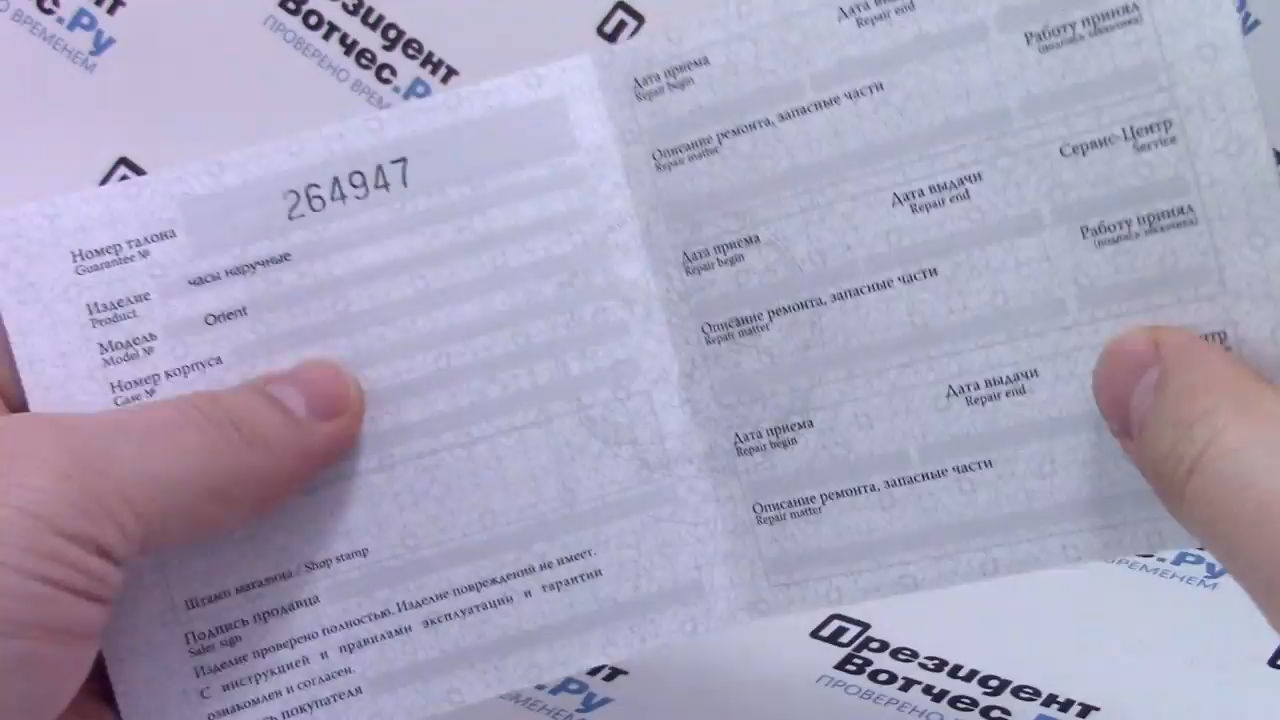 Президент
Вотчес.Ру
ПРОВЕРЕНО ВРЕМЕНЕМ
264947
Номер талона
Guarantee №
Изделие
Product
часы наручные
Модель
Model №
Orient
Номер корпуса
Case №
Штамп магазина / Shop stamp
Подпись продавца
Saler sign
Изделие проверено полностью. Изделие повреждений не имеет.
С инструкцией и правилами эксплуатации и гарантии
ознакомлен и согласен.
покупателя
Дата выдачи
Repair end
Работу принял
(подпись заказчика)
Дата приема
Repair begin
Описание ремонта, запасные части
Repair matter
Сервис-Центр
Service
Дата выдачи
Repair end
Работу принял
(подпись заказчика)
Дата приема
Repair begin
Описание ремонта, запасные части
Repair matter
Дата выдачи
Repair end
Дата приема
Repair begin
Описание ремонта, запасные части
Repair matter
Президент
Вотчес.Ру